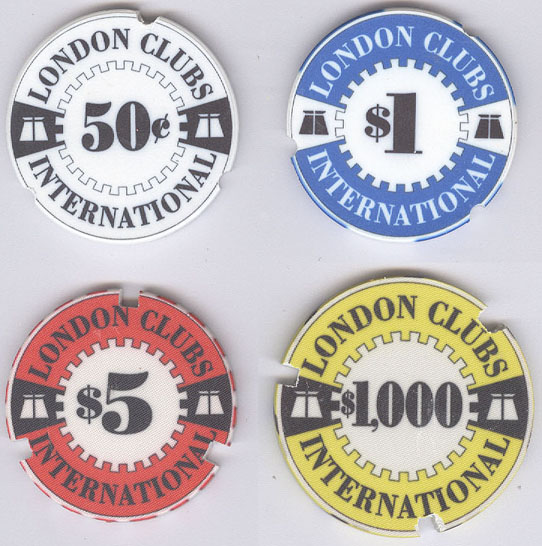 LONDON CLUBS
50¢
INTERNATIONAL
LONDON CLUBS
$1
INTERNATIONAL
LONDON CLUBS
$5
INTERNATIONAL
LONDON CLUBS
$1,000
INTERNATIONAL